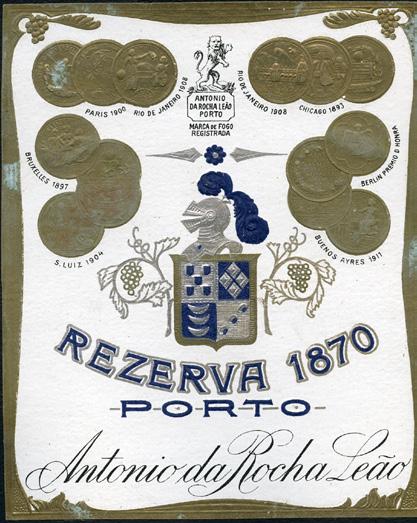 PARIS 1900
RIO DE JANEIRO 1908
ANTONIO
DA ROCHA LEÃO
PORTO
MARCA DE FOGO
REGISTRADA
RIO DE JANEIRO 1908
CHICAGO 1893
BRUXELLES 1897
S. LUIZ 1904
BERLIN PREMIO D HONRA
BUENOS AYRES 1911
REZERVA 1870
PORTO
Antonio da Rocha Leão